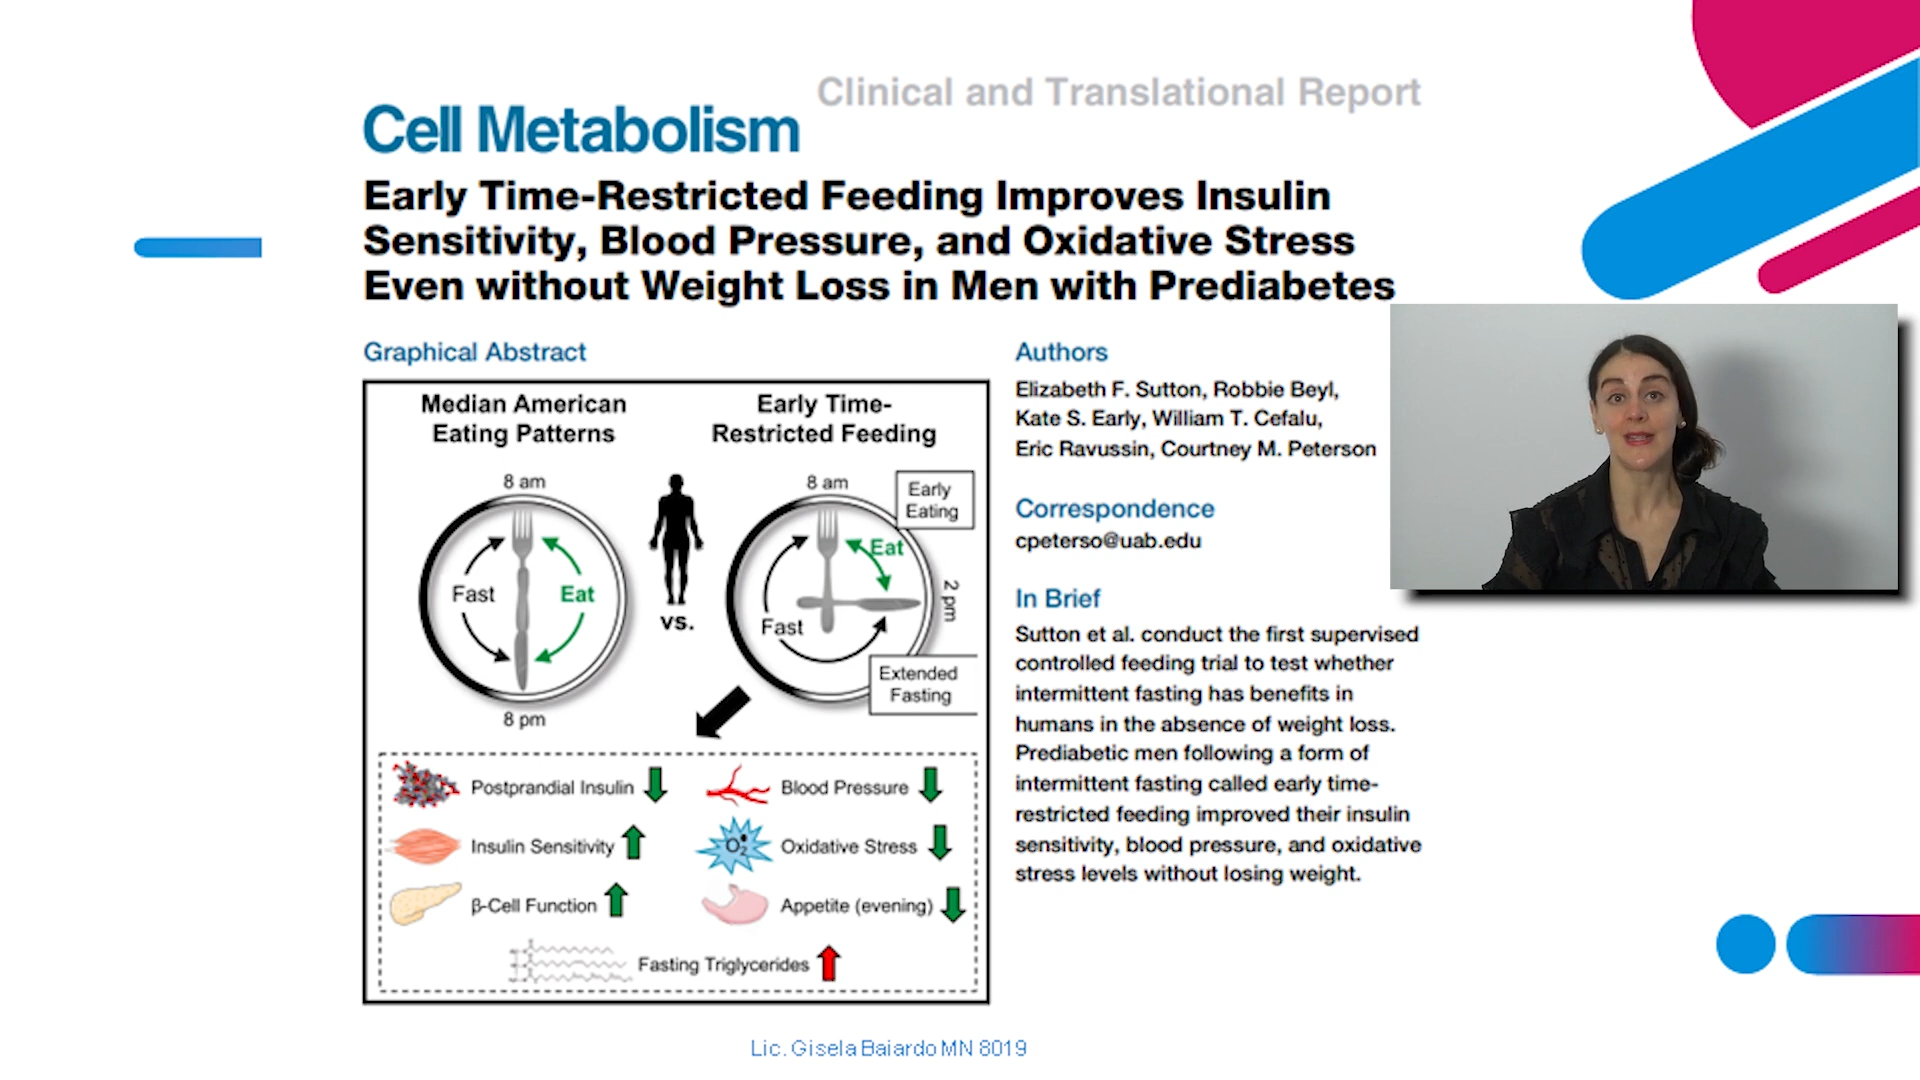 Clinical and Translational Report
Cell Metabolism
Early Time-Restricted Feeding Improves Insulin
Sensitivity, Blood Pressure, and Oxidative Stress
Even without Weight Loss in Men with Prediabetes
Graphical Abstract
Median American
Eating Patterns
Early Time-
Restricted Feeding
8 am
Fast
Eat
8 pm
vs.
8 am
Early
Eating
Eat
2 pm
Fast
Extended
Fasting
Postprandial Insulin
Blood Pressure
Insulin Sensitivity
O2
Oxidative Stress
β-Cell Function
Appetite (evening)
Fasting Triglycerides
Authors
Elizabeth F. Sutton, Robbie Beyl,
Kate S. Early, William T. Cefalu,
Eric Ravussin, Courtney M. Peterson
Correspondence
cpeterso@uab.edu
In Brief
Sutton et al. conduct the first supervised
controlled feeding trial to test whether
intermittent fasting has benefits in
humans in the absence of weight loss.
Prediabetic men following a form of
intermittent fasting called early time-
restricted feeding improved their insulin
sensitivity, blood pressure, and oxidative
stress levels without losing weight.
Lic. Gisela Baiardo MN 8019